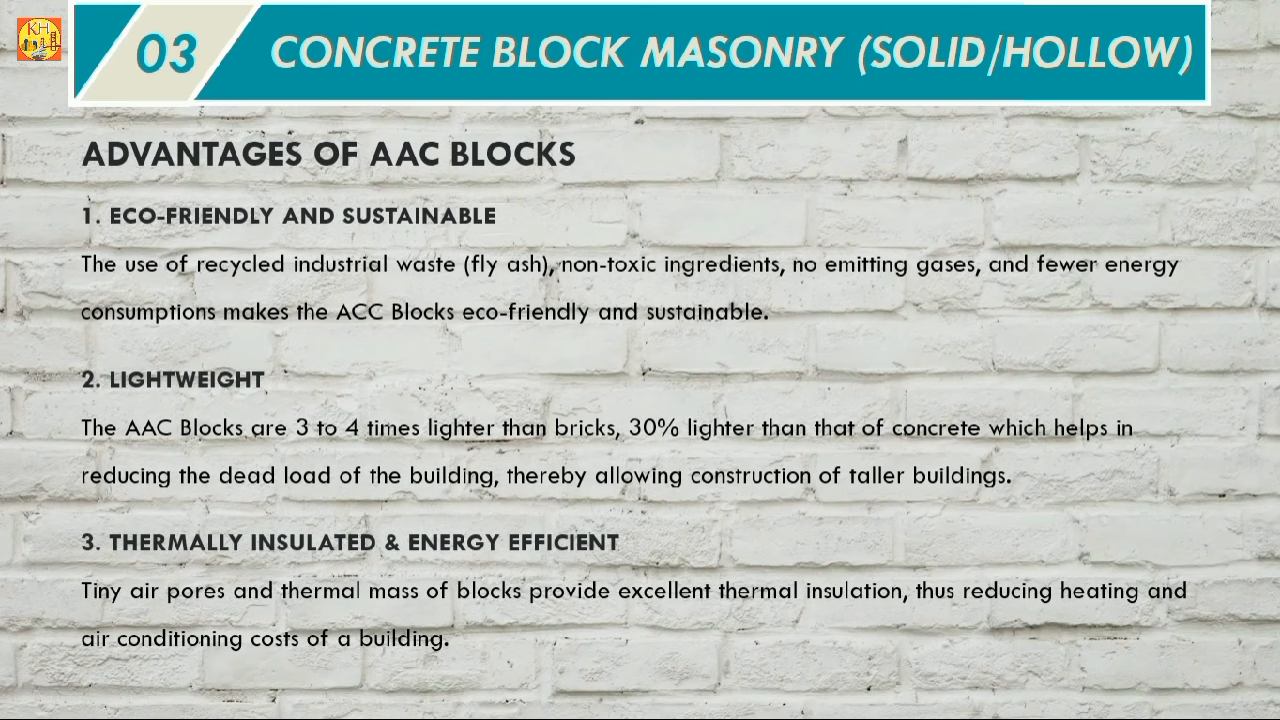 KH
03 CONCRETE BLOCK MASONRY (SOLID/HOLLOW)
ADVANTAGES OF AAC BLOCKS
1. ECO-FRIENDLY AND SUSTAINABLE
The use of recycled industrial waste (fly ash), non-toxic ingredients, no emitting gases, and fewer energy
consumptions makes the ACC Blocks eco-friendly and sustainable.
2. LIGHTWEIGHT
The AAC Blocks are 3 to 4 times lighter than bricks, 30% lighter than that of concrete which helps in
reducing the dead load of the building, thereby allowing construction of taller buildings.
3. THERMALLY INSULATED & ENERGY EFFICIENT
Tiny air pores and thermal mass of blocks provide excellent thermal insulation, thus reducing heating and
air conditioning costs of a building.